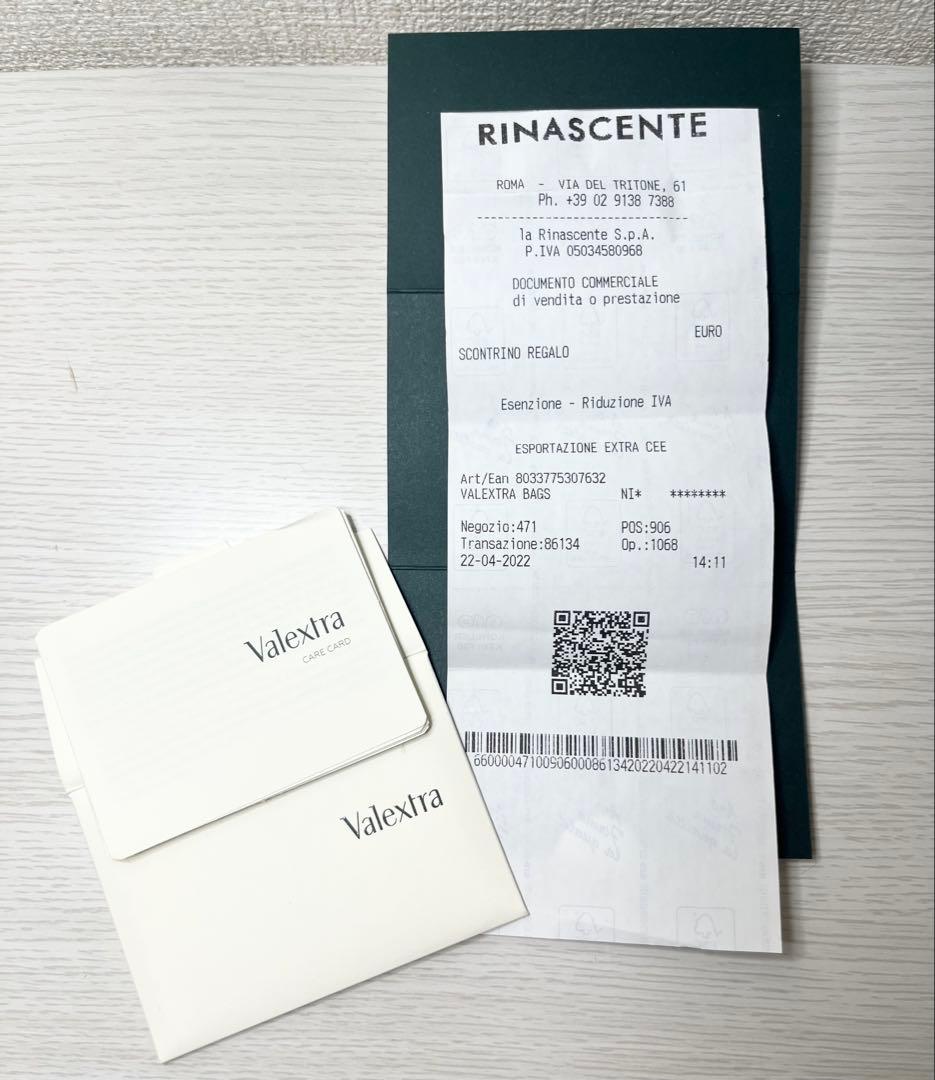 RINASCENTE
ROMA - VIA DEL TRITONE, 61
Ph. +39 02 9138 7388
la Rinascente S.p.A.
P.IVA 05034580968
DOCUMENTO COMMERCIALE
di vendita o prestazione
EURO
SCONTRINO REGALO
Esenzione - Riduzione IVA
ESPORTAZIONE EXTRA CEE
Art/Ean 8033775307632
VALEXTRA BAGS NI* ********
Negozio:471 POS:906
Transazione:86134 Op.:1068
22-04-2022 14:11
660000471009060008613420220422141102
Valextra
CARE CARD
Valextra